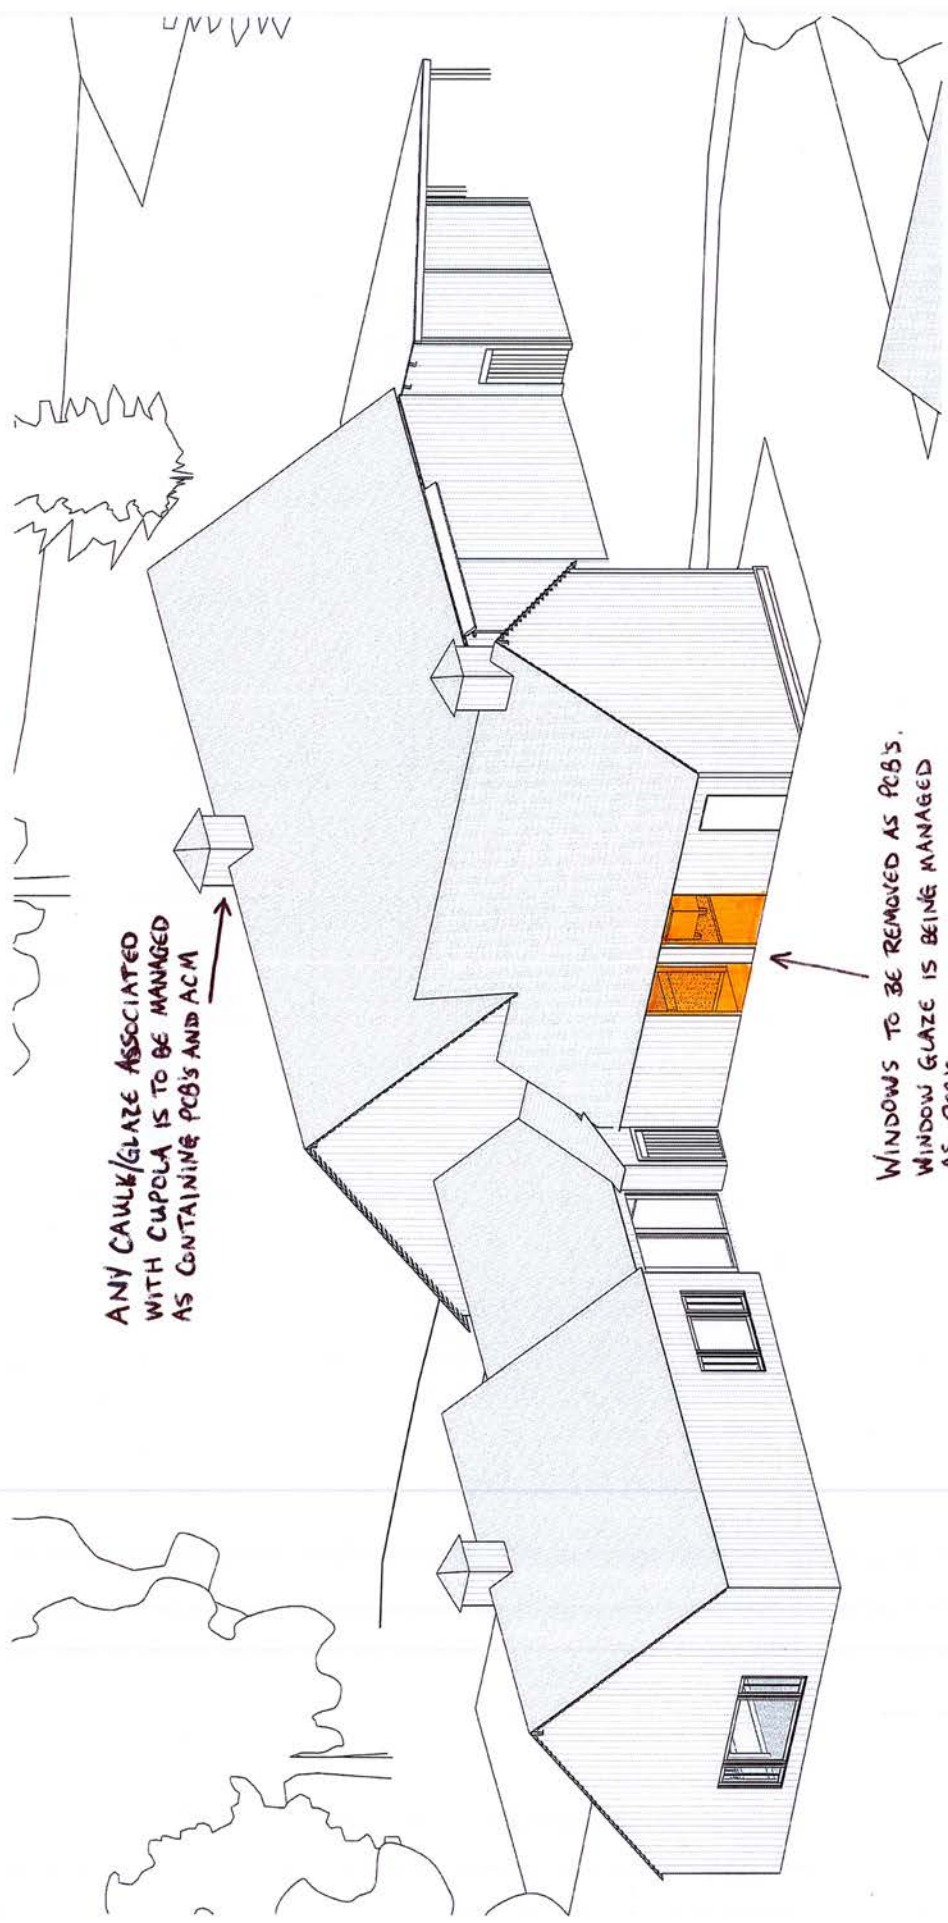 ANY CAULK/GLAZE ASSOCIATED
WITH CUPOLA IS TO BE MANAGED
AS CONTAINING PCB'S AND ACM
WINDOWS TO BE REMOVED AS PCB'S.
WINDOW GLAZE IS BEING MANAGED